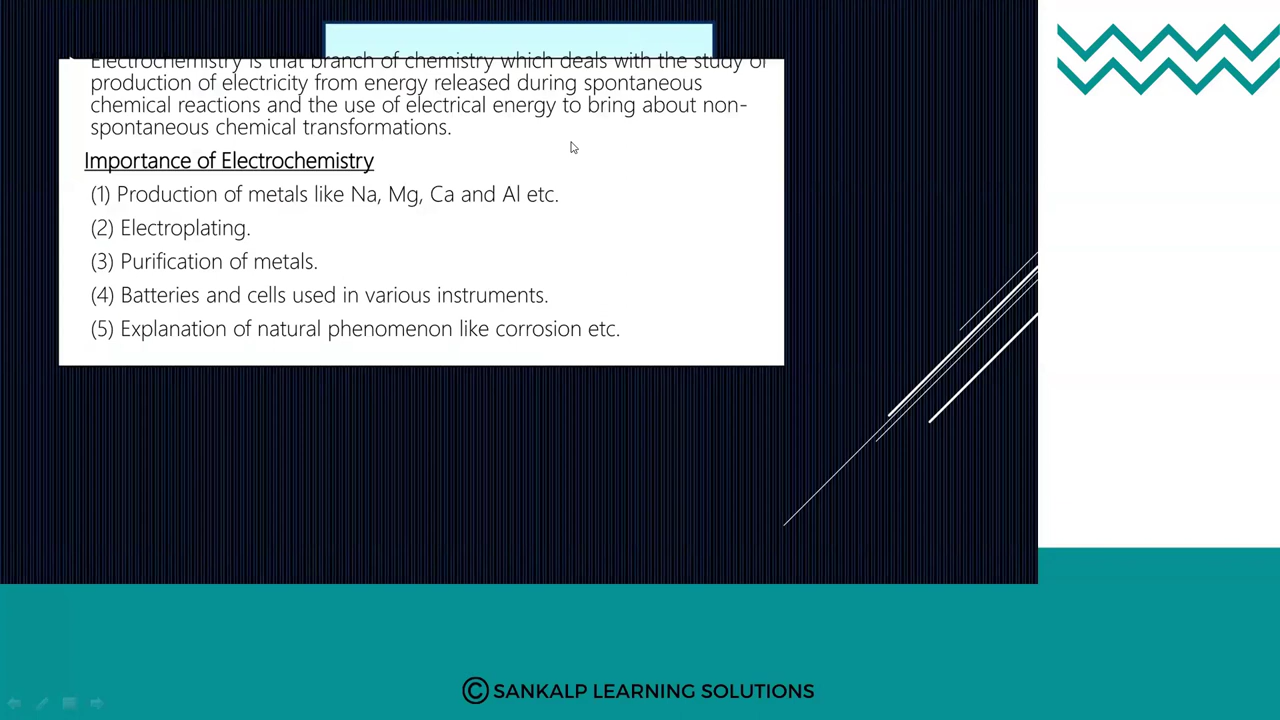 Electrochemistry is that branch of chemistry which deals with the study of
production of electricity from energy released during spontaneous
chemical reactions and the use of electrical energy to bring about non-
spontaneous chemical transformations.
Importance of Electrochemistry
(1) Production of metals like Na, Mg, Ca and Al etc.
(2) Electroplating.
(3) Purification of metals.
(4) Batteries and cells used in various instruments.
(5) Explanation of natural phenomenon like corrosion etc.
© SANKALP LEARNING SOLUTIONS